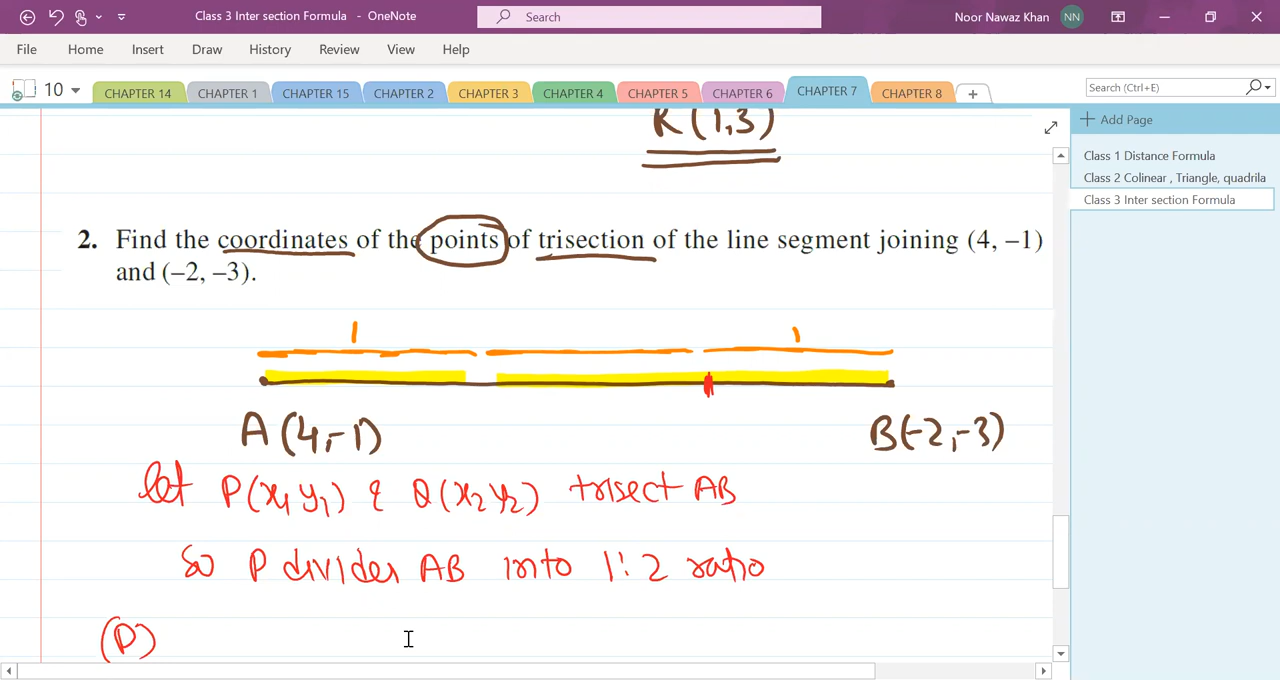 Class 3 Inter section Formula - OneNote
Search
Noor Nawaz Khan NN
File Home Insert Draw History Review View Help
10 CHAPTER 14 CHAPTER 1 CHAPTER 15 CHAPTER 2 CHAPTER 3 CHAPTER 4 CHAPTER 5 CHAPTER 6 CHAPTER 7 CHAPTER 8 +
Search (Ctrl+E)
Add Page
Class 1 Distance Formula
Class 2 Colinear , Triangle, quadrila
Class 3 Inter section Formula
K(1,3)
2. Find the coordinates of the points of trisection of the line segment joining (4, –1)
and (–2, –3).
1 1
A(4,-1) B(-2,-3)
let P(x1 y1) & Q(x2 y2) trisect AB
So P divides AB into 1:2 ratio
(P)